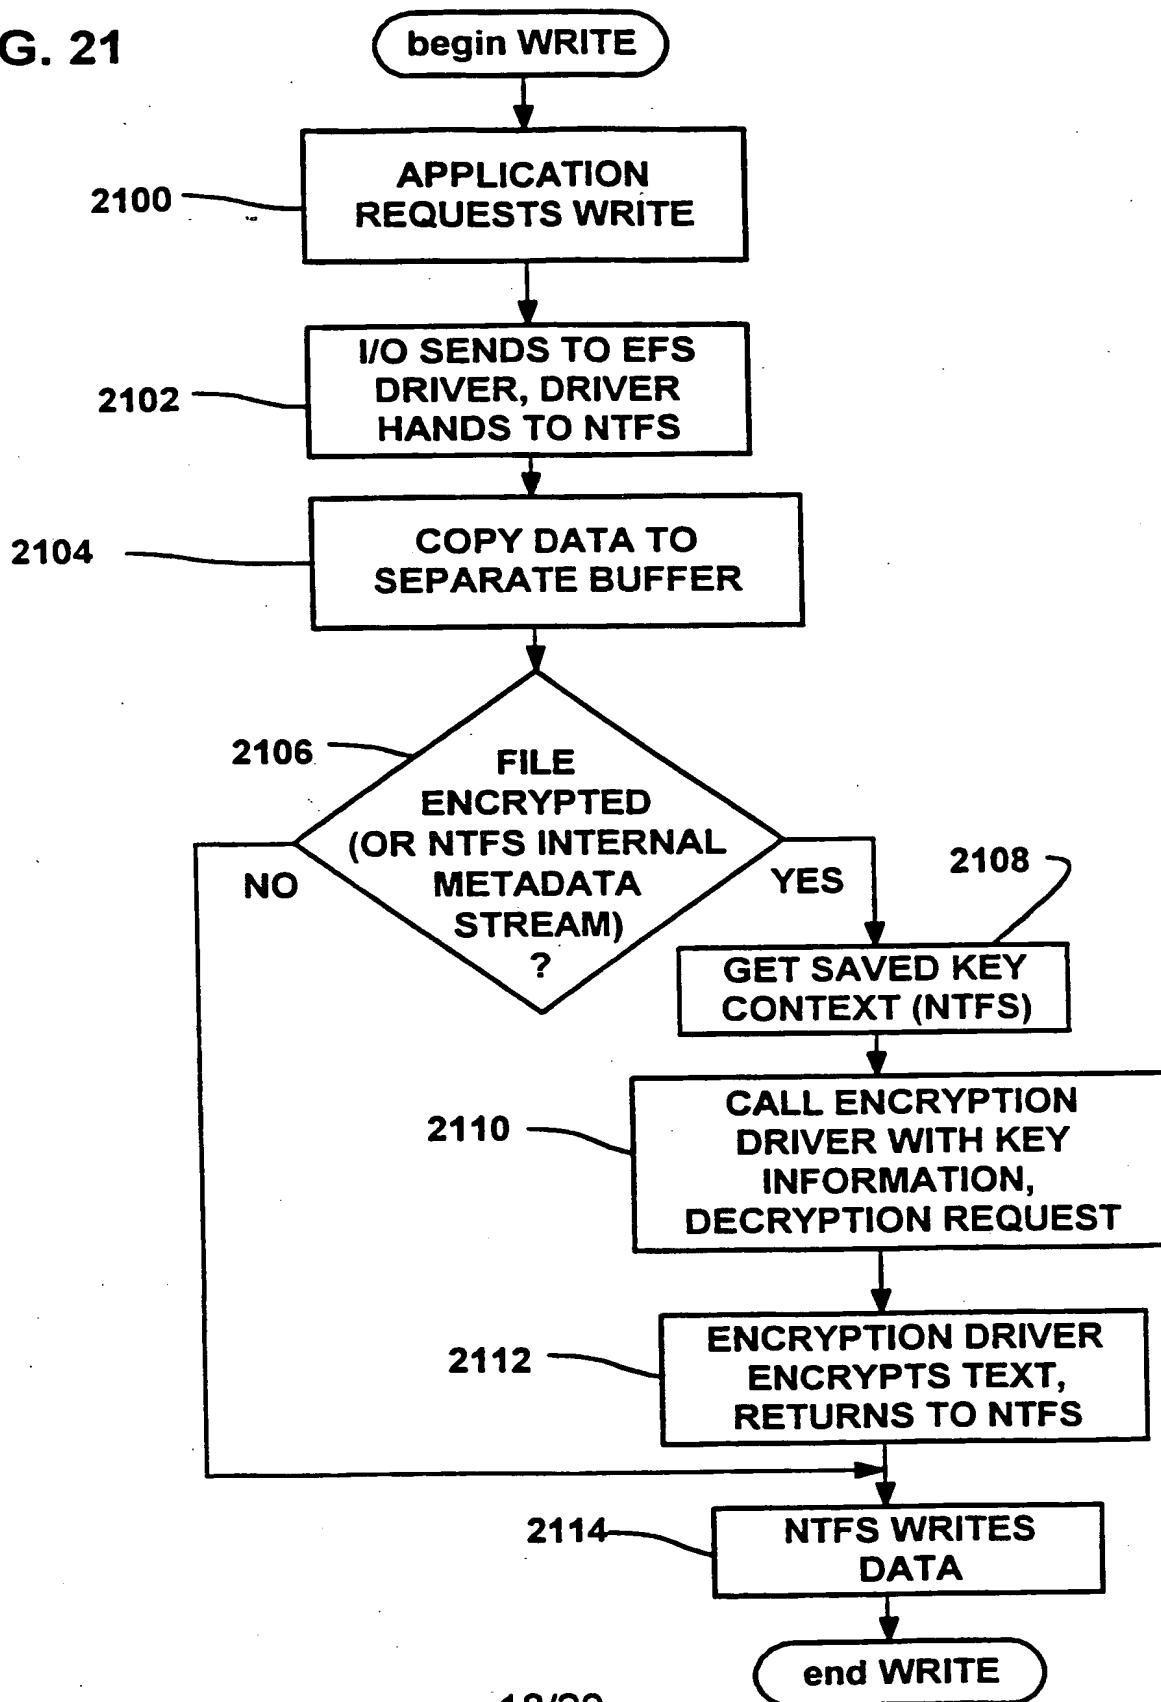 G. 21
begin WRITE
2100
APPLICATION
REQUESTS WRITE
2102
I/O SENDS TO EFS
DRIVER, DRIVER
HANDS TO NTFS
2104
COPY DATA TO
SEPARATE BUFFER
2106
FILE
ENCRYPTED
(OR NTFS INTERNAL
METADATA
STREAM)
?
NO
YES
2108
GET SAVED KEY
CONTEXT (NTFS)
2110
CALL ENCRYPTION
DRIVER WITH KEY
INFORMATION,
DECRYPTION REQUEST
2112
ENCRYPTION DRIVER
ENCRYPTS TEXT,
RETURNS TO NTFS
2114
NTFS WRITES
DATA
end WRITE